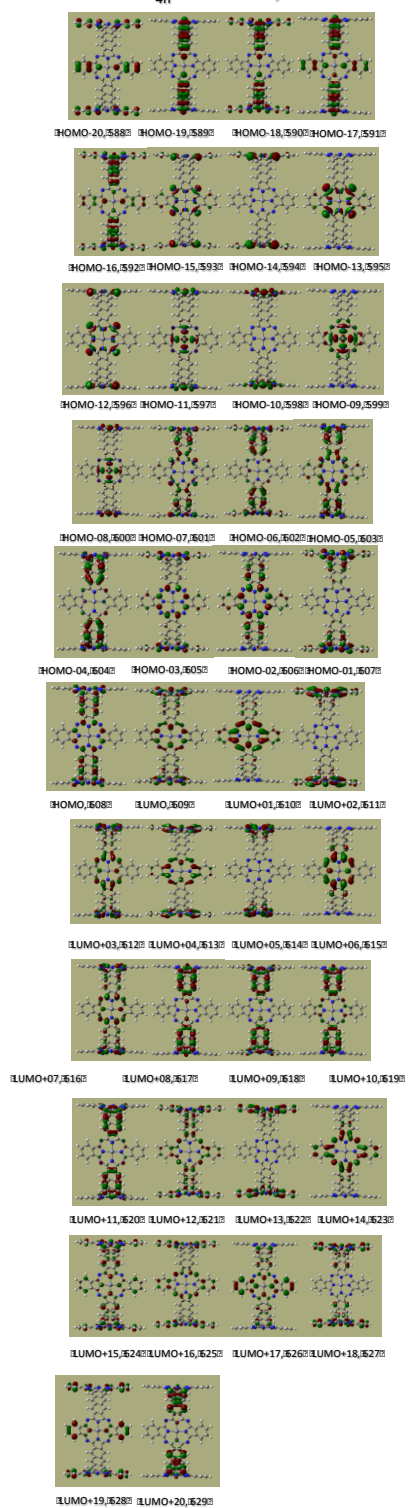 4h
HOMO-20, 588 HOMO-19, 589 HOMO-18, 590 HOMO-17, 591
HOMO-16, 592 HOMO-15, 593 HOMO-14, 594 HOMO-13, 595
HOMO-12, 596 HOMO-11, 597 HOMO-10, 598 HOMO-09, 599
HOMO-08, 600 HOMO-07, 601 HOMO-06, 602 HOMO-05, 603
HOMO-04, 604 HOMO-03, 605 HOMO-02, 606 HOMO-01, 607
HOMO, 608 LUMO, 609 LUMO+01, 610 LUMO+02, 611
LUMO+03, 612 LUMO+04, 613 LUMO+05, 614 LUMO+06, 615
LUMO+07, 616 LUMO+08, 617 LUMO+09, 618 LUMO+10, 619
LUMO+11, 620 LUMO+12, 621 LUMO+13, 622 LUMO+14, 623
LUMO+15, 624 LUMO+16, 625 LUMO+17, 626 LUMO+18, 627
LUMO+19, 628 LUMO+20, 629